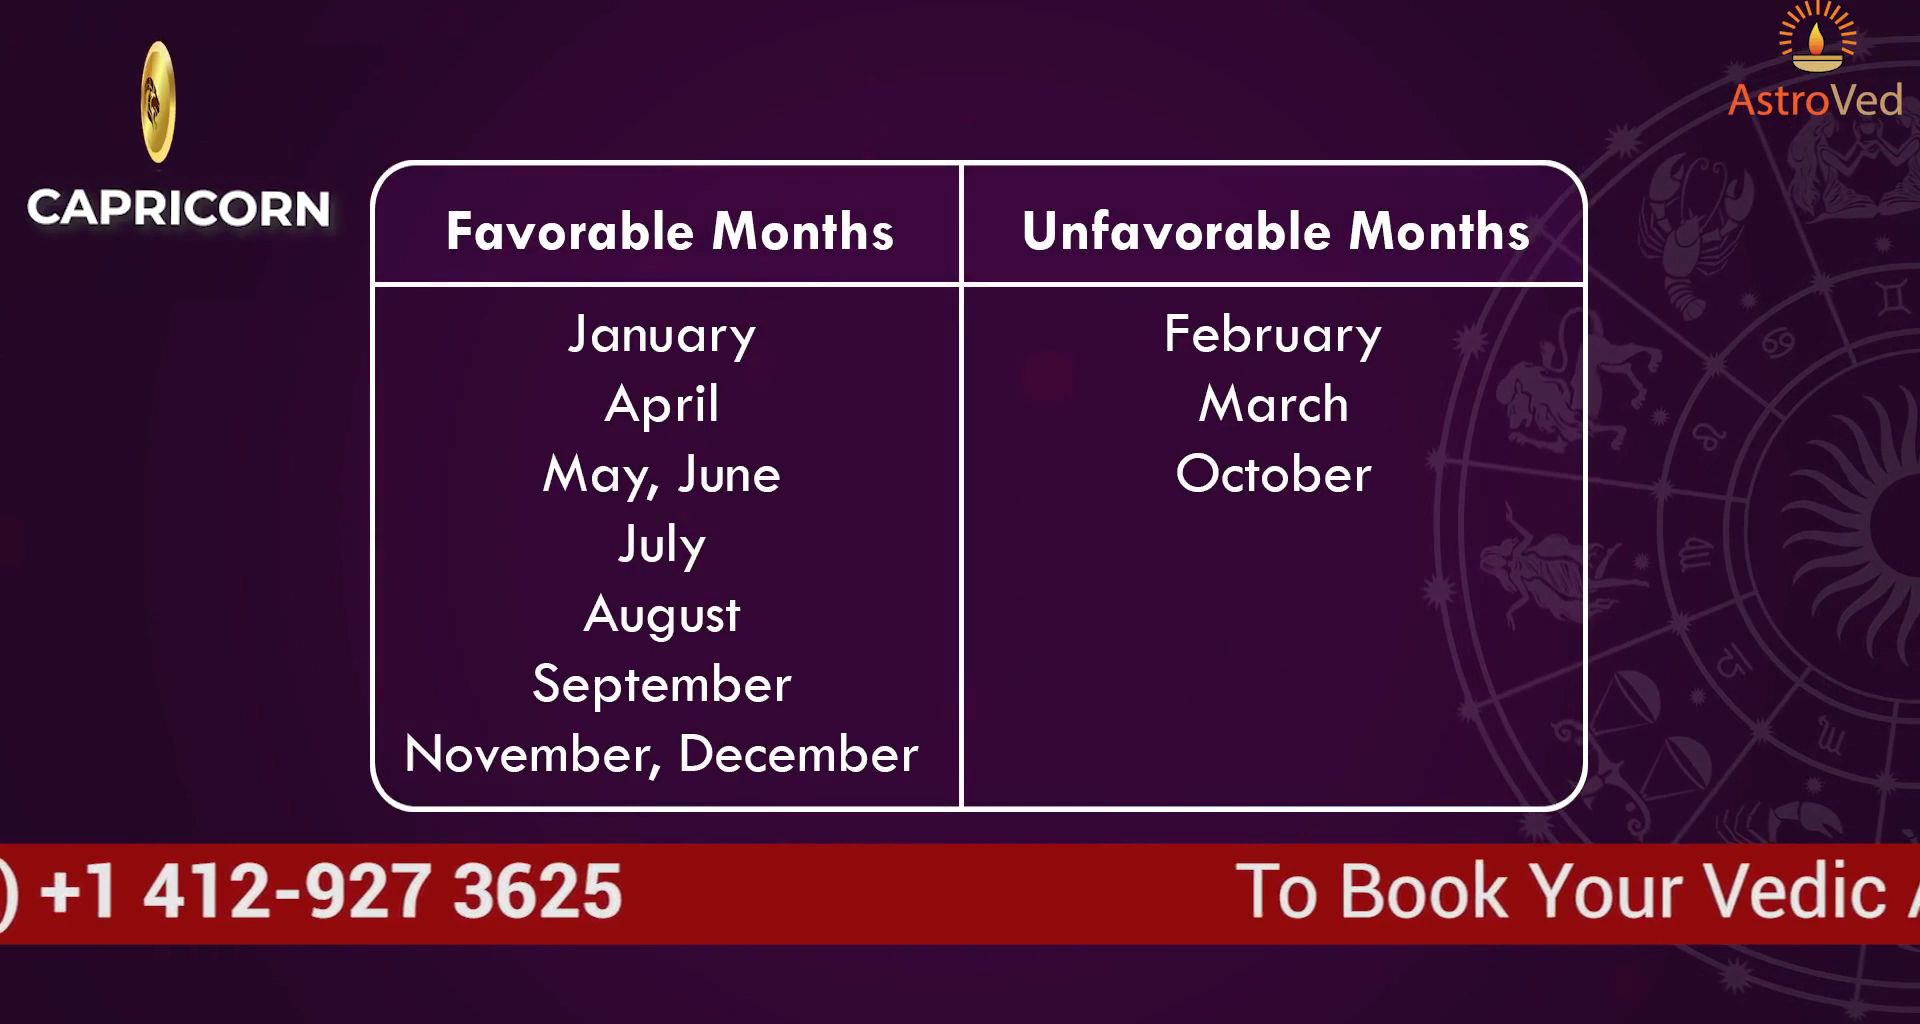 AstroVed
CAPRICORN
Favorable Months
Unfavorable Months
January
April
May, June
July
August
September
November, December
February
March
October
) +1 412-927 3625
To Book Your Vedic